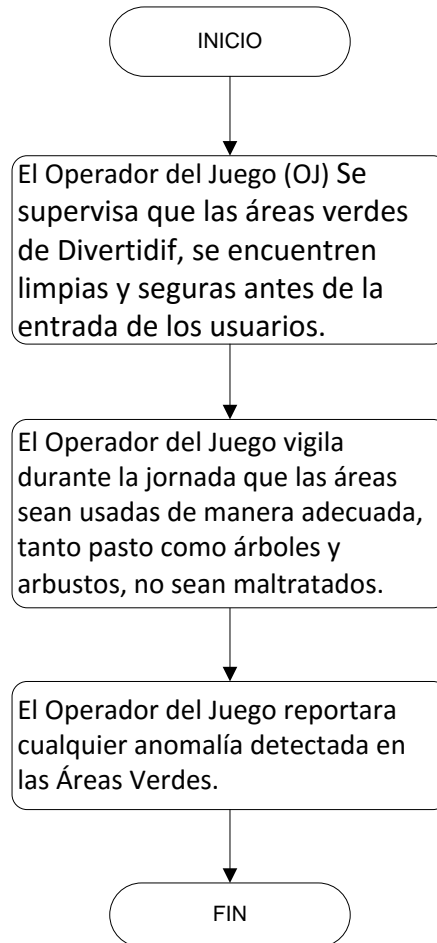 INICIO
El Operador del Juego (OJ) Se
supervisa que las áreas verdes
de Divertidif, se encuentren
limpias y seguras antes de la
entrada de los usuarios.
El Operador del Juego vigila
durante la jornada que las áreas
sean usadas de manera adecuada,
tanto pasto como árboles y
arbustos, no sean maltratados.
El Operador del Juego reportara
cualquier anomalía detectada en
las Áreas Verdes.
FIN